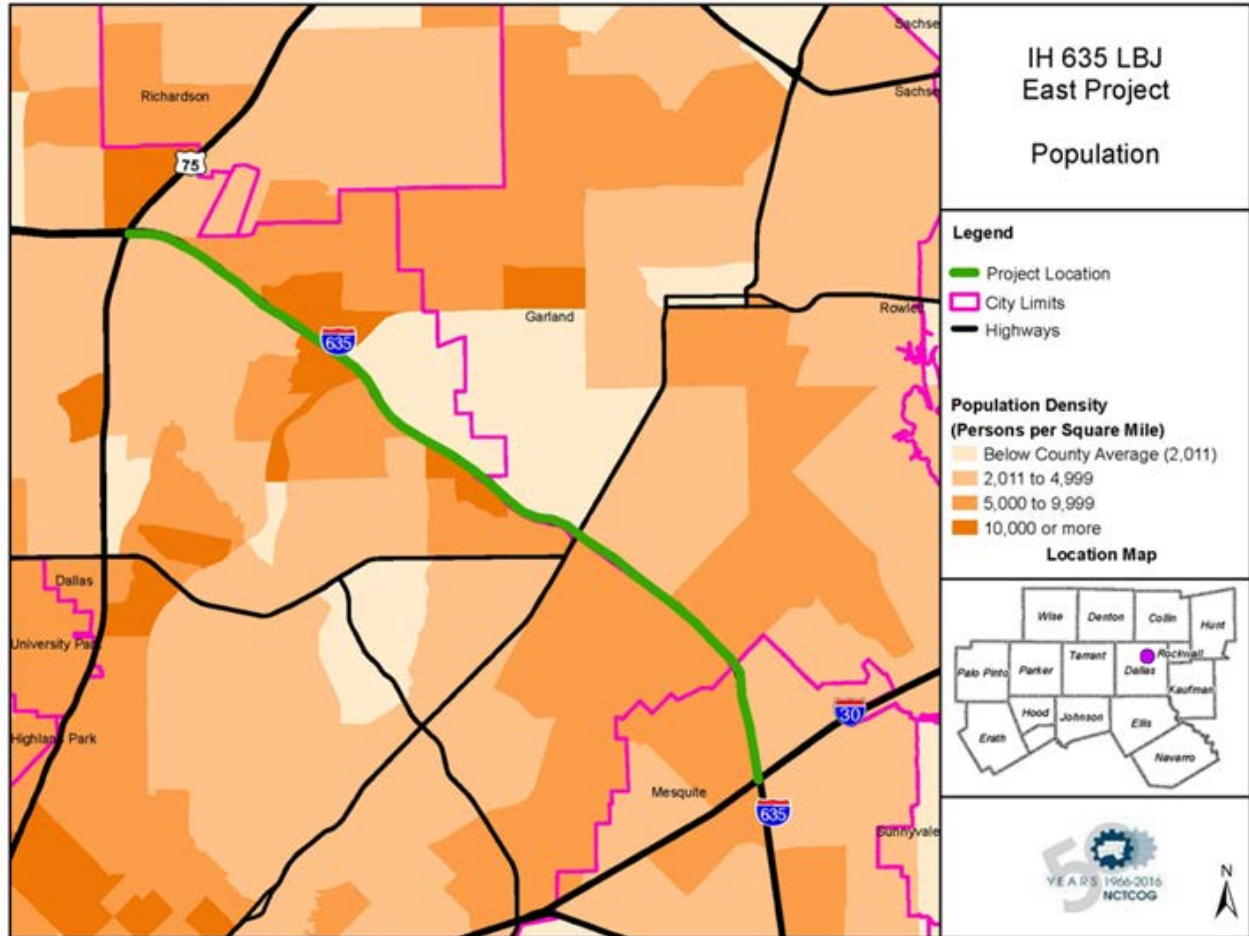 Sachse
Richardson
Sachse
75
Garland
Rowlett
635
Dallas
University Park
Highland Park
30
Mesquite
635
Sunnyvale
IH 635 LBJ
East Project
Population
Legend
Project Location
City Limits
Highways
Population Density
(Persons per Square Mile)
Below County Average (2,011)
2,011 to 4,999
5,000 to 9,999
10,000 or more
Location Map
Wise
Denton
Collin
Hunt
Palo Pinto
Parker
Tarrant
Dallas
Rockwall
Kaufman
Hood
Johnson
Ellis
Erath
Navarro
50
YEARS 1966-2016
NCTCOG
N